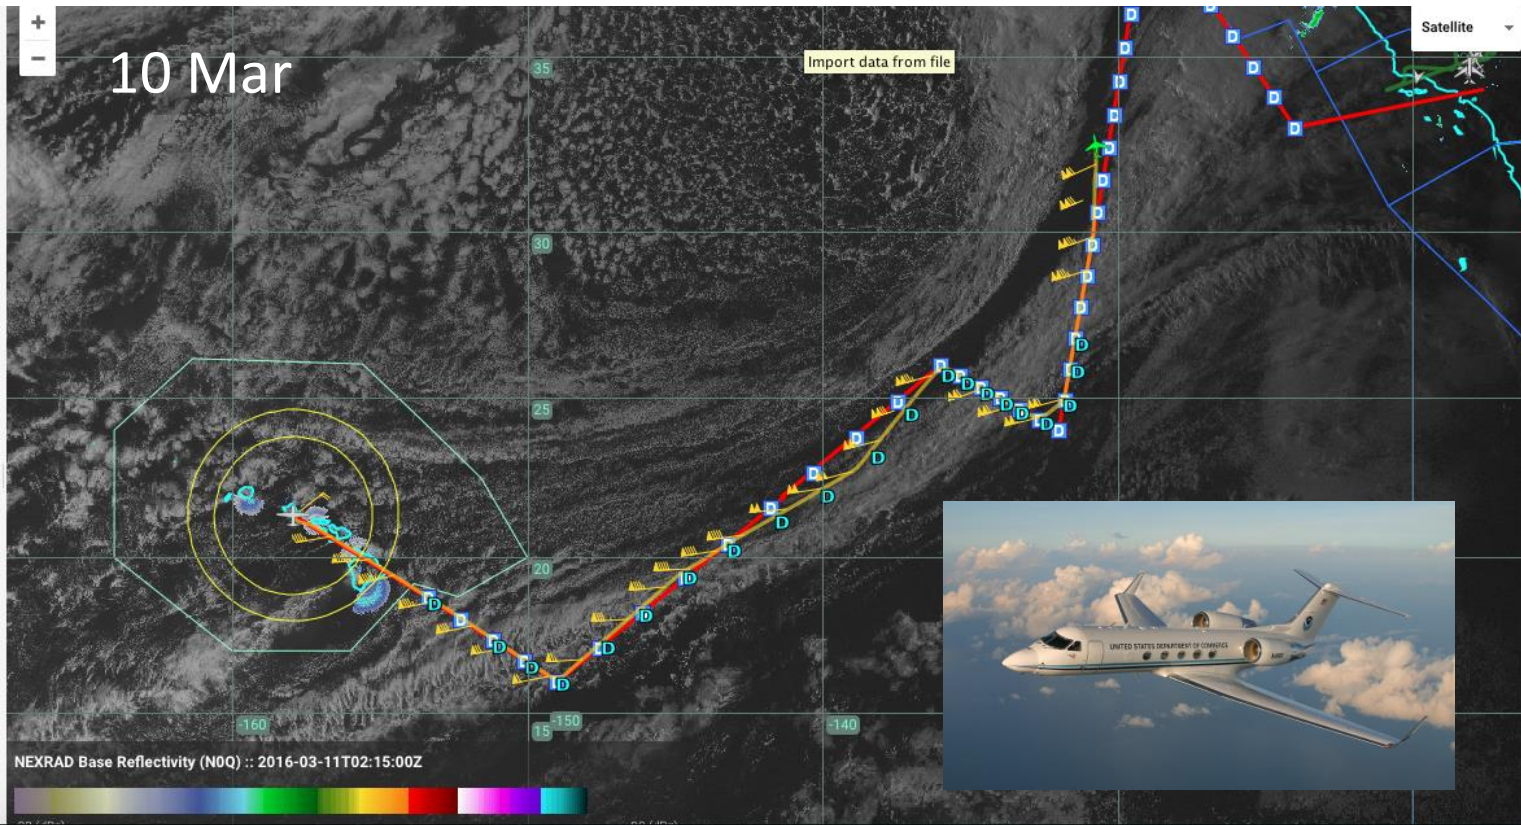 +
−
10 Mar
Import data from file
Satellite
35
30
25
20
15
-160
-150
-140
D
UNITED STATES DEPARTMENT OF COMMERCE
NEXRAD Base Reflectivity (N0Q) :: 2016-03-11T02:15:00Z